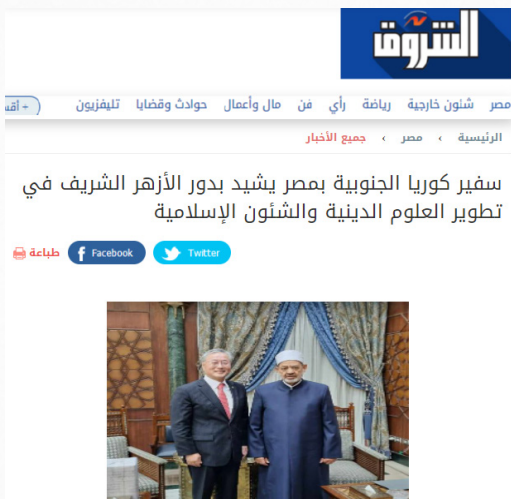 الشروق
مصر شئون خارجية رياضة رأي فن مال وأعمال حوادث وقضايا تليفزيون
الرئيسية › مصر › جميع الأخبار
سفير كوريا الجنوبية بمصر يشيد بدور الأزهر الشريف في
تطوير العلوم الدينية والشئون الإسلامية
Twitter Facebook طباعة